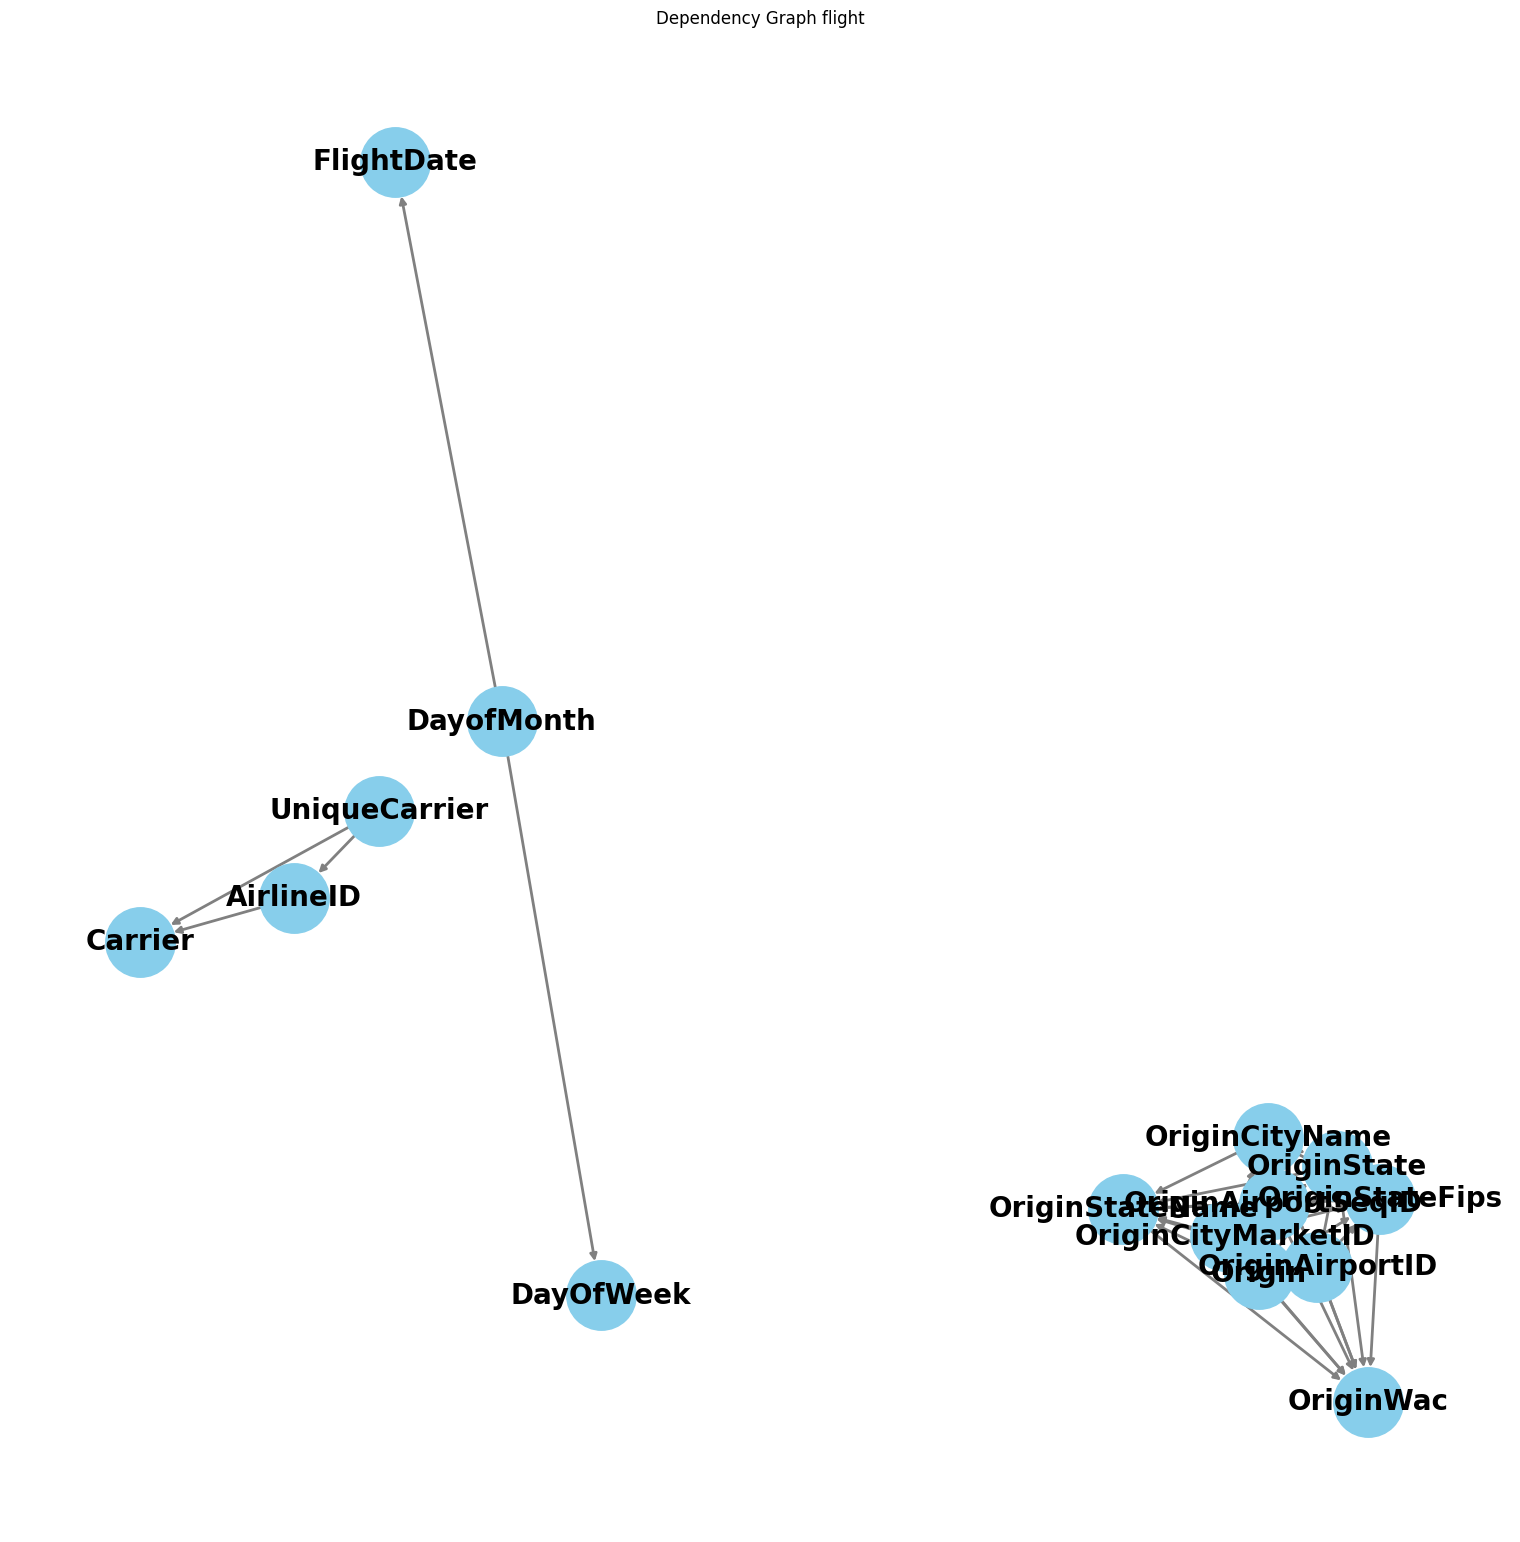 Dependency Graph flight
FlightDate
DayofMonth
UniqueCarrier
AirlineID
Carrier
DayOfWeek
OriginCityName
OriginState
OriginStateFips
OriginAirportSeqID
OriginStateName
OriginCityMarketID
OriginAirportID
Origin
OriginWac